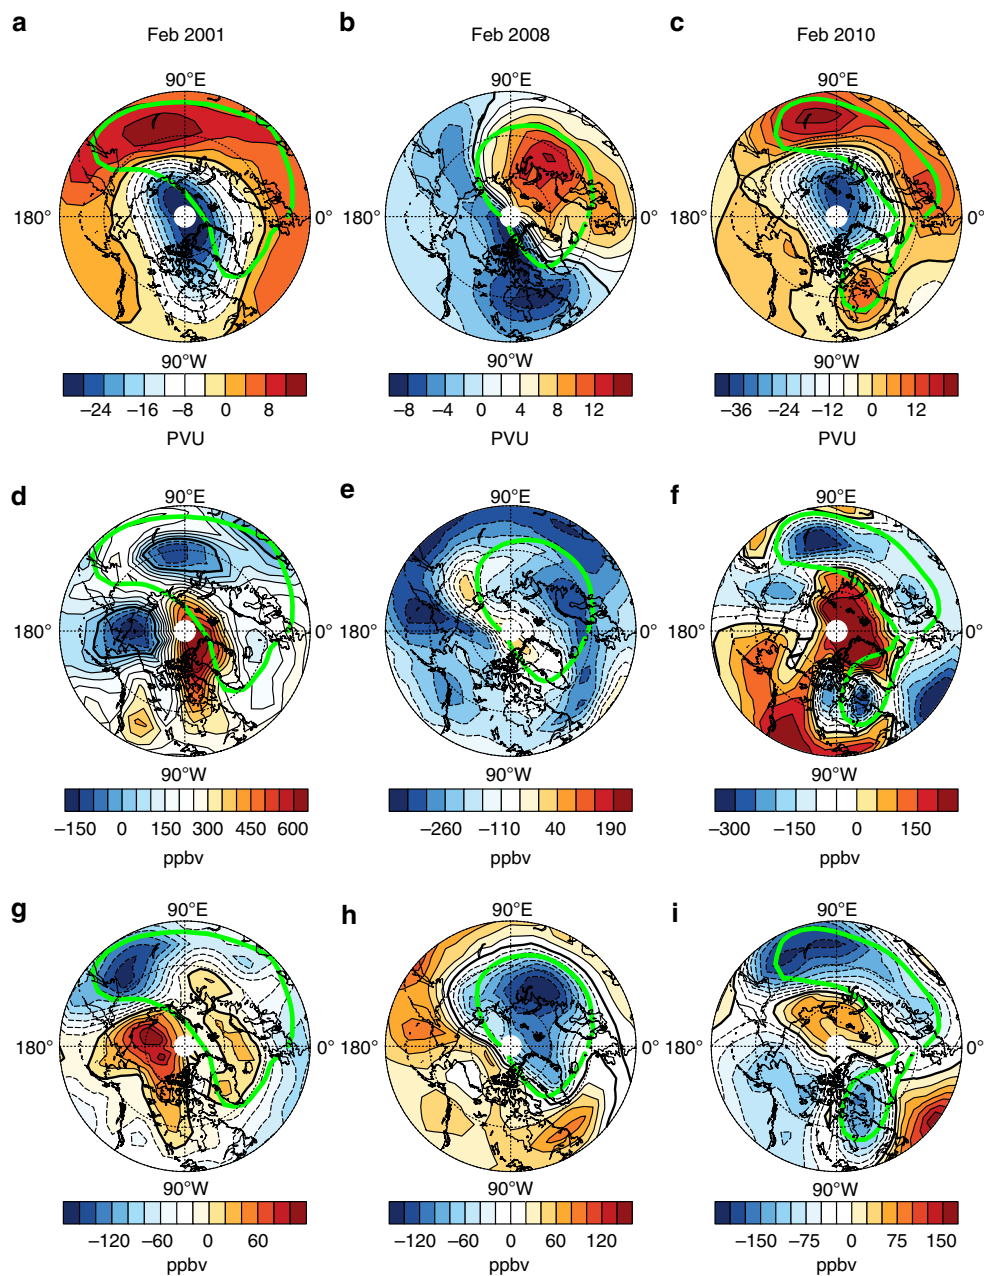 a Feb 2001 b Feb 2008 c Feb 2010
90°E 90°E 90°E
180° 0° 180° 0° 180° 0°
90°W 90°W 90°W
−24 −16 −8 0 8 −8 −4 0 4 8 12 −36 −24 −12 0 12
PVU PVU PVU
d e f
90°E 90°E 90°E
180° 0° 180° 0° 180° 0°
90°W 90°W 90°W
−150 0 150 300 450 600 −260 −110 40 190 −300 −150 0 150
ppbv ppbv ppbv
g h i
90°E 90°E 90°E
180° 0° 180° 0° 180° 0°
90°W 90°W 90°W
−120 −60 0 60 −120 −60 0 60 120 −150 −75 0 75 150
ppbv ppbv ppbv